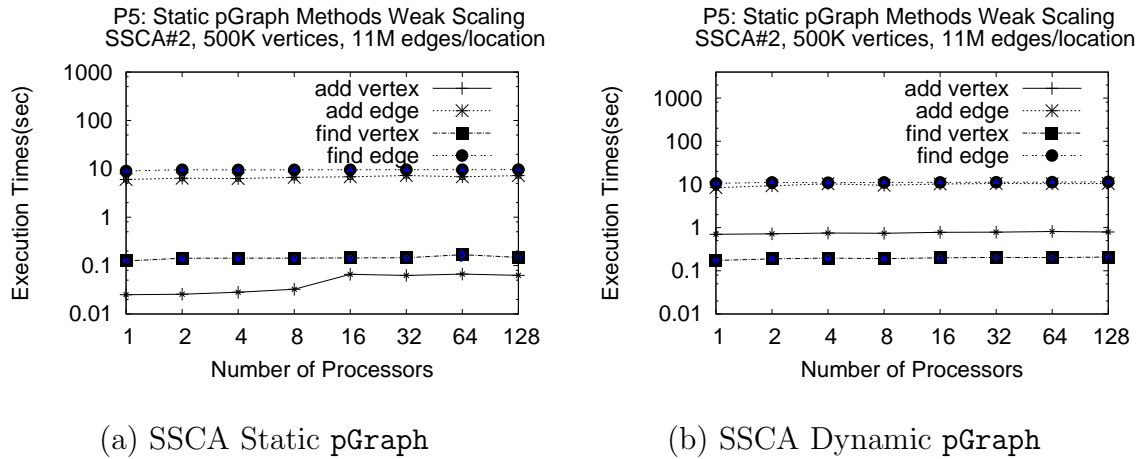 P5: Static pGraph Methods Weak Scaling
SSCA#2, 500K vertices, 11M edges/location
Execution Times(sec)
1000
100
10
1
0.1
0.01
add vertex
add edge
find vertex
find edge
1 2 4 8 16 32 64 128
Number of Processors
(a) SSCA Static pGraph
P5: Static pGraph Methods Weak Scaling
SSCA#2, 500K vertices, 11M edges/location
Execution Times(sec)
1000
100
10
1
0.1
0.01
add vertex
add edge
find vertex
find edge
1 2 4 8 16 32 64 128
Number of Processors
(b) SSCA Dynamic pGraph